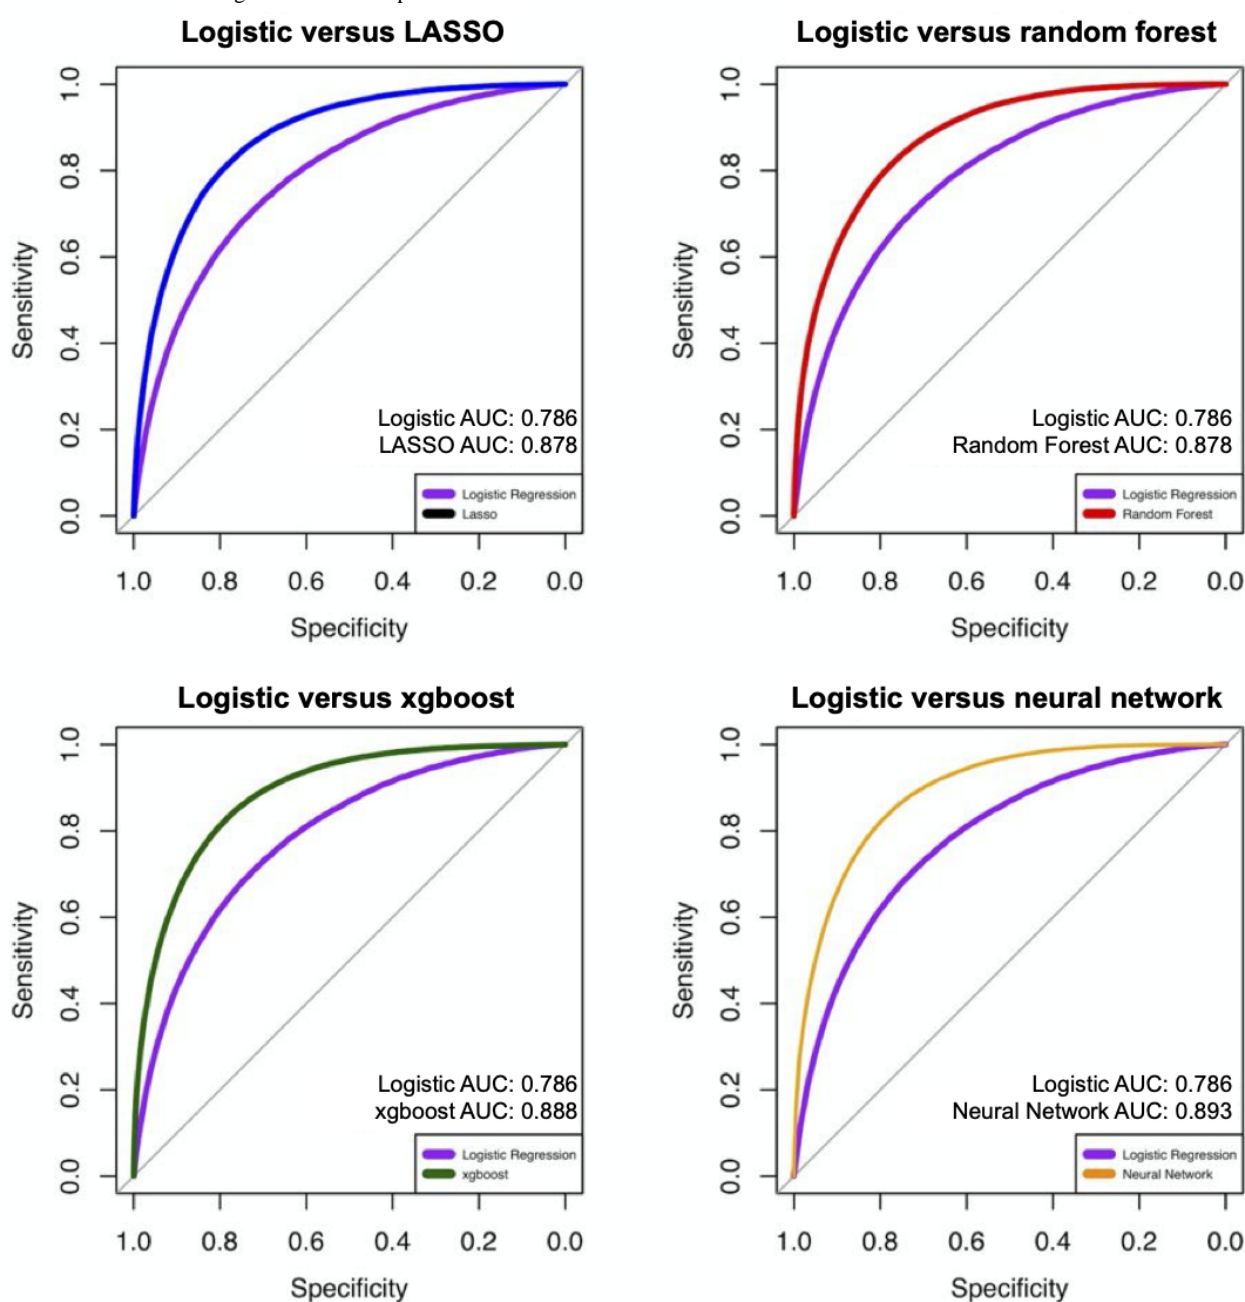 Logistic versus LASSO
1.0
0.8
0.6
0.4
0.2
0.0
Sensitivity
Logistic AUC: 0.786
LASSO AUC: 0.878
Logistic Regression
Lasso
1.0 0.8 0.6 0.4 0.2 0.0
Specificity
Logistic versus random forest
1.0
0.8
0.6
0.4
0.2
0.0
Sensitivity
Logistic AUC: 0.786
Random Forest AUC: 0.878
Logistic Regression
Random Forest
1.0 0.8 0.6 0.4 0.2 0.0
Specificity
Logistic versus xgboost
1.0
0.8
0.6
0.4
0.2
0.0
Sensitivity
Logistic AUC: 0.786
xgboost AUC: 0.888
Logistic Regression
xgboost
1.0 0.8 0.6 0.4 0.2 0.0
Specificity
Logistic versus neural network
1.0
0.8
0.6
0.4
0.2
0.0
Sensitivity
Logistic AUC: 0.786
Neural Network AUC: 0.893
Logistic Regression
Neural Network
1.0 0.8 0.6 0.4 0.2 0.0
Specificity